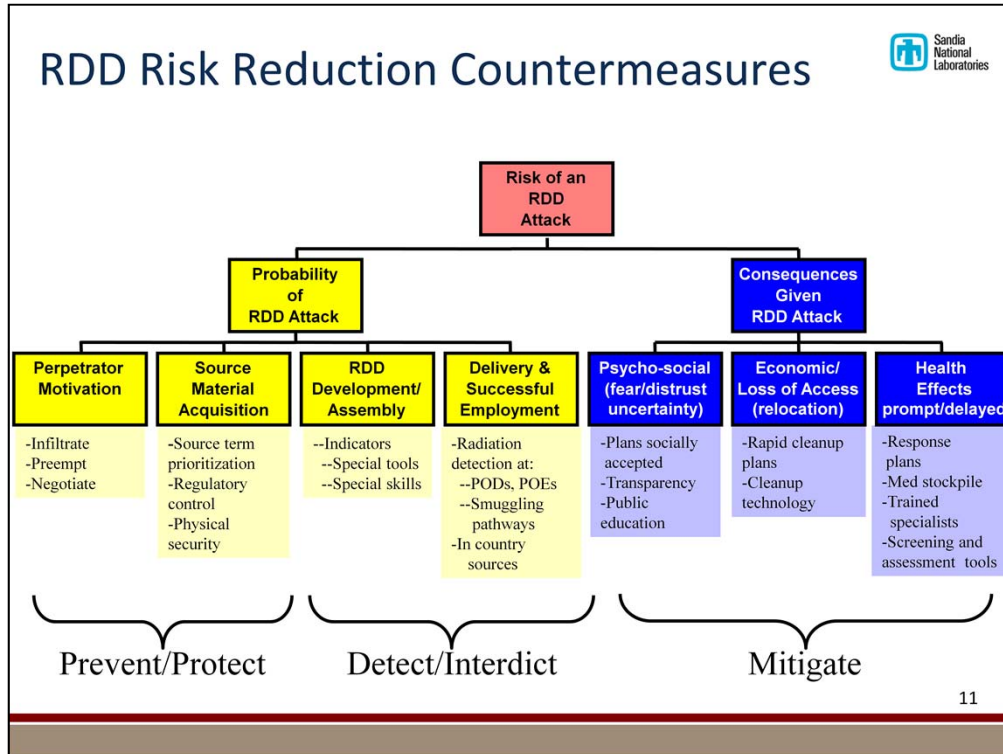 RDD Risk Reduction Countermeasures
Sandia
National
Laboratories
Risk of an
RDD
Attack
Probability
of
RDD Attack
Consequences
Given
RDD Attack
Perpetrator
Motivation
-Infiltrate
-Preempt
-Negotiate
Source
Material
Acquisition
-Source term
prioritization
-Regulatory
control
-Physical
security
RDD
Development/
Assembly
--Indicators
--Special tools
--Special skills
Delivery &
Successful
Employment
-Radiation
detection at:
--PODs, POEs
--Smuggling
pathways
-In country
sources
Psycho-social
(fear/distrust
uncertainty)
-Plans socially
accepted
-Transparency
-Public
education
Economic/
Loss of Access
(relocation)
-Rapid cleanup
plans
-Cleanup
technology
Health
Effects
prompt/delayed
-Response
plans
-Med stockpile
-Trained
specialists
-Screening and
assessment tools
Prevent/Protect
Detect/Interdict
Mitigate
11